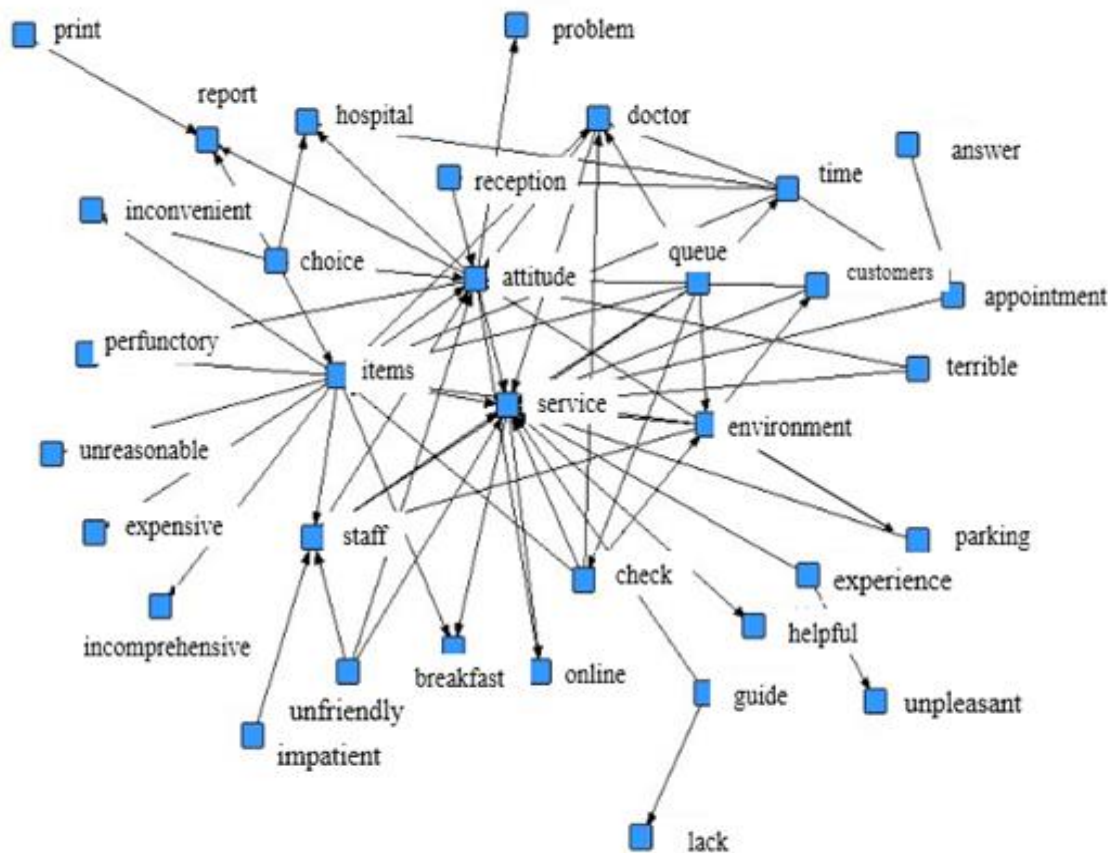 print
problem
report
hospital
doctor
answer
time
reception
inconvenient
queue
choice
attitude
customers
appointment
perfunctory
items
terrible
service
environment
unreasonable
expensive
staff
parking
check
experience
helpful
incomprehensive
breakfast
online
guide
unpleasant
unfriendly
impatient
lack